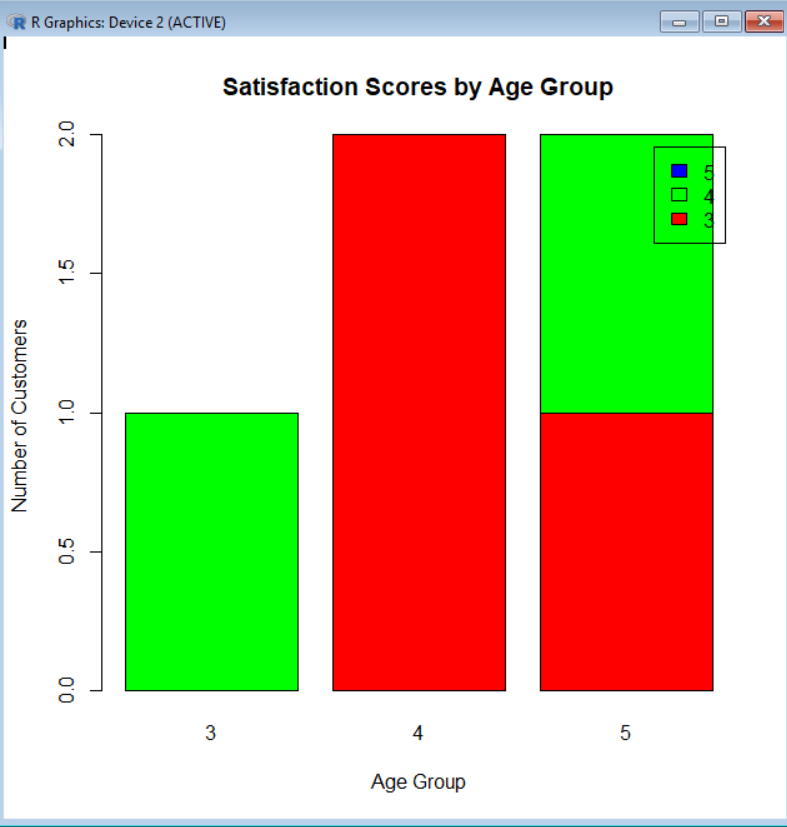 R Graphics: Device 2 (ACTIVE)
Satisfaction Scores by Age Group
Number of Customers
2.0
1.5
1.0
0.5
0.0
5
4
3
3 4 5
Age Group